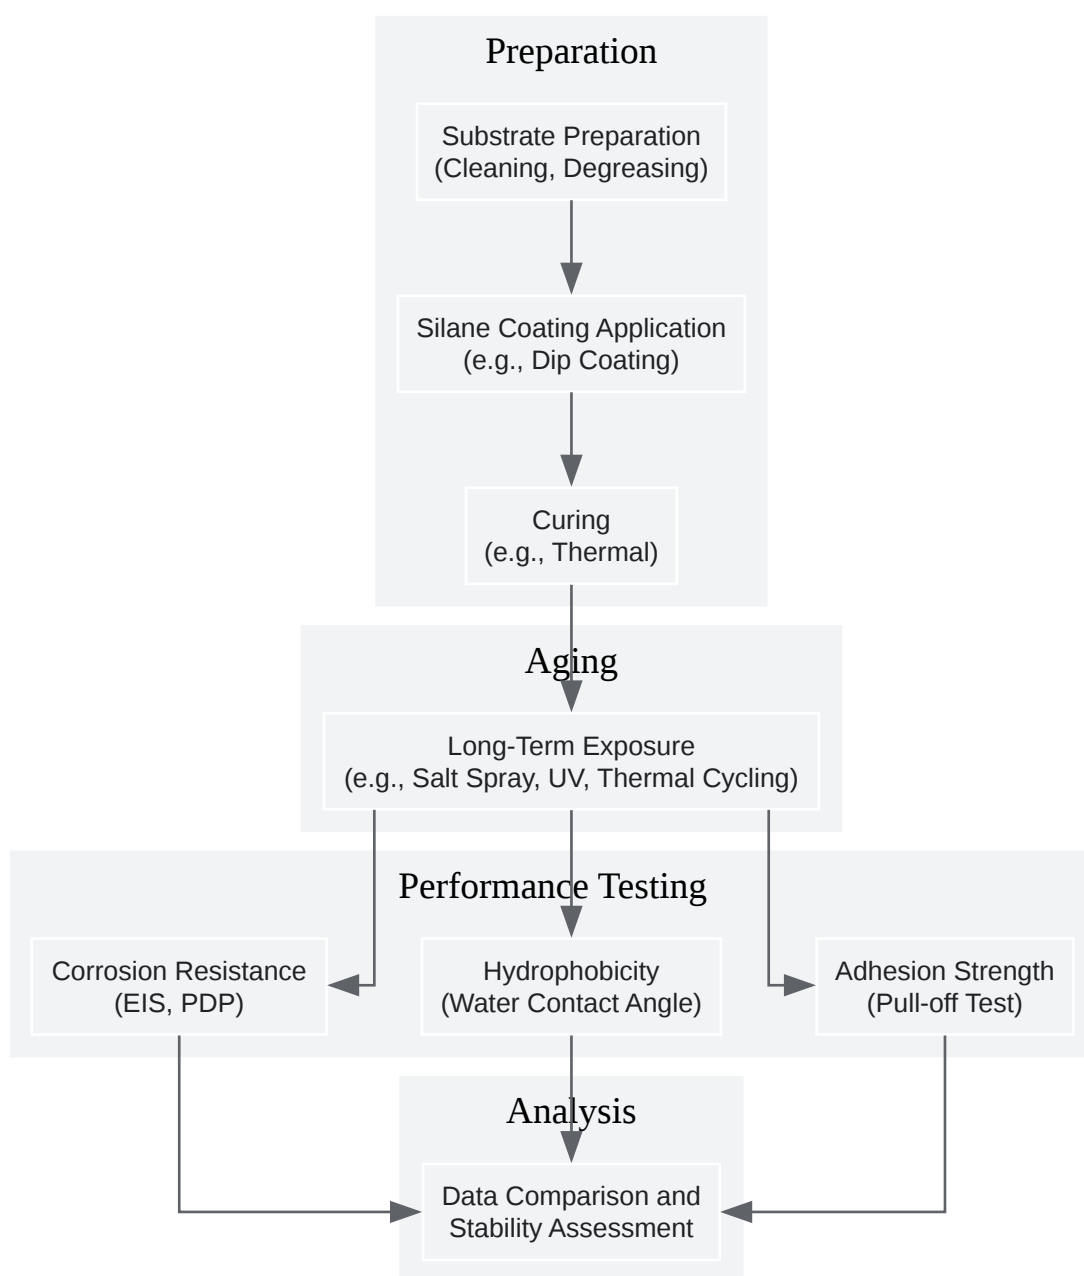 Preparation
Substrate Preparation
(Cleaning, Degreasing)
Silane Coating Application
(e.g., Dip Coating)
Curing
(e.g., Thermal)
Aging
Long-Term Exposure
(e.g., Salt Spray, UV, Thermal Cycling)
Performance Testing
Corrosion Resistance
(EIS, PDP)
Hydrophobicity
(Water Contact Angle)
Adhesion Strength
(Pull-off Test)
Analysis
Data Comparison and
Stability Assessment